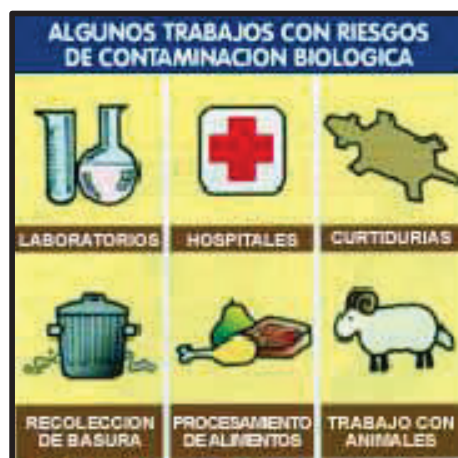 ALGUNOS TRABAJOS CON RIESGOS
DE CONTAMINACION BIOLOGICA
LABORATORIOS
HOSPITALES
CURTIDURIAS
RECOLECCION
DE BASURA
PROCESAMIENTO
DE ALIMENTOS
TRABAJO CON
ANIMALES